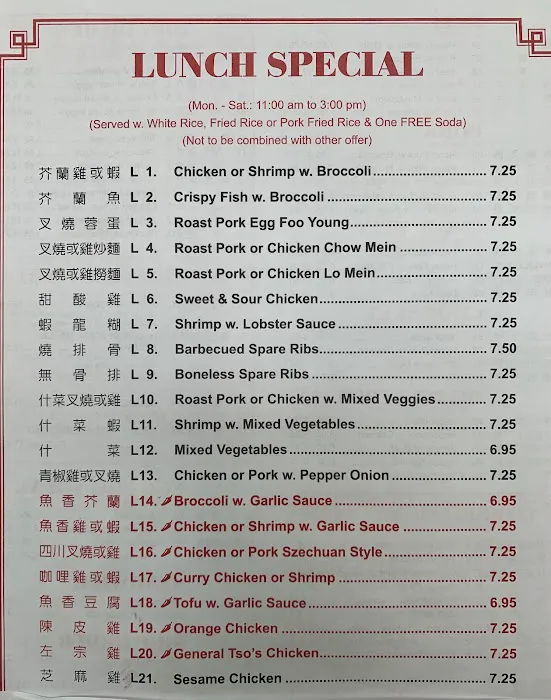 LUNCH SPECIAL
(Mon. - Sat.: 11:00 am to 3:00 pm)
(Served w. White Rice, Fried Rice or Pork Fried Rice & One FREE Soda)
(Not to be combined with other offer)
芥蘭雞或蝦 L 1. Chicken or Shrimp w. Broccoli 7.25
芥蘭魚 L 2. Crispy Fish w. Broccoli 7.25
叉燒蓉蛋 L 3. Roast Pork Egg Foo Young 7.25
叉燒或雞炒麵 L 4. Roast Pork or Chicken Chow Mein 7.25
叉燒或雞撈麵 L 5. Roast Pork or Chicken Lo Mein 7.25
甜酸雞 L 6. Sweet & Sour Chicken 7.25
蝦龍糊 L 7. Shrimp w. Lobster Sauce 7.25
燒排骨 L 8. Barbecued Spare Ribs 7.50
無骨排 L 9. Boneless Spare Ribs 7.25
什菜叉燒或雞 L10. Roast Pork or Chicken w. Mixed Veggies 7.25
什菜蝦 L11. Shrimp w. Mixed Vegetables 7.25
什菜 L12. Mixed Vegetables 6.95
青椒雞或叉燒 L13. Chicken or Pork w. Pepper Onion 7.25
魚香芥蘭 L14. Broccoli w. Garlic Sauce 6.95
魚香雞或蝦 L15. Chicken or Shrimp w. Garlic Sauce 7.25
四川叉燒或雞 L16. Chicken or Pork Szechuan Style 7.25
咖哩雞或蝦 L17. Curry Chicken or Shrimp 7.25
魚香豆腐 L18. Tofu w. Garlic Sauce 6.95
陳皮雞 L19. Orange Chicken 7.25
左宗雞 L20. General Tso's Chicken 7.25
芝麻雞 L21. Sesame Chicken 7.25